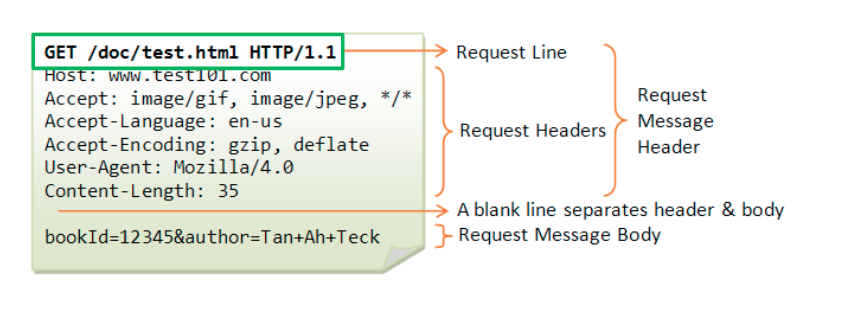 GET /doc/test.html HTTP/1.1
Host: www.test101.com
Accept: image/gif, image/jpeg, */*
Accept-Language: en-us
Accept-Encoding: gzip, deflate
User-Agent: Mozilla/4.0
Content-Length: 35
bookId=12345&author=Tan+Ah+Teck
Request Line
Request Headers
Request
Message
Header
A blank line separates header & body
Request Message Body